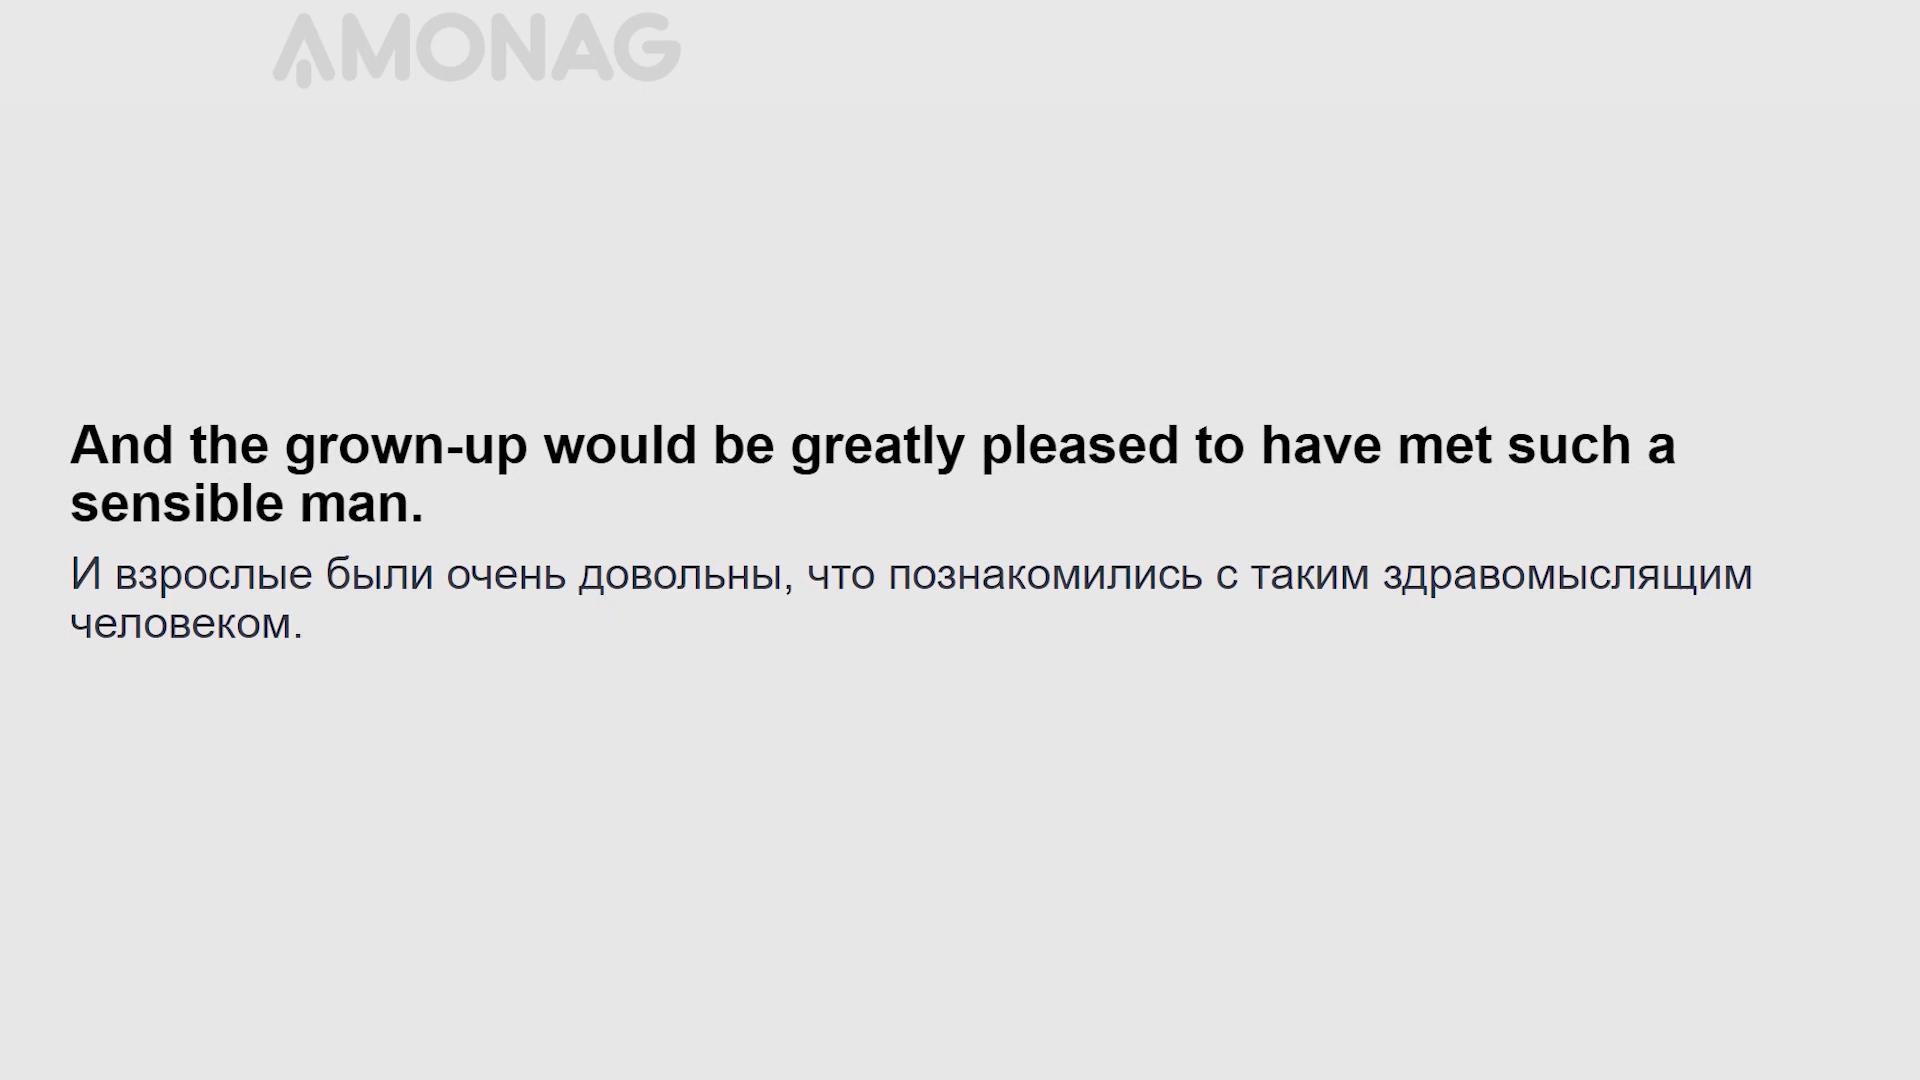 AMONAG
And the grown-up would be greatly pleased to have met such a
sensible man.
И взрослые были очень довольны, что познакомились с таким здравомыслящим
человеком.